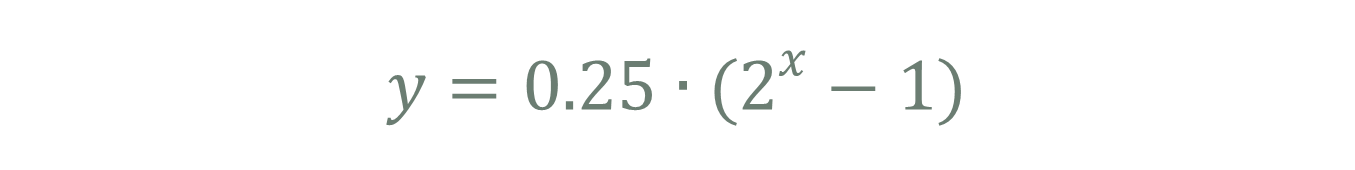 y = 0.25 · (2^x − 1)